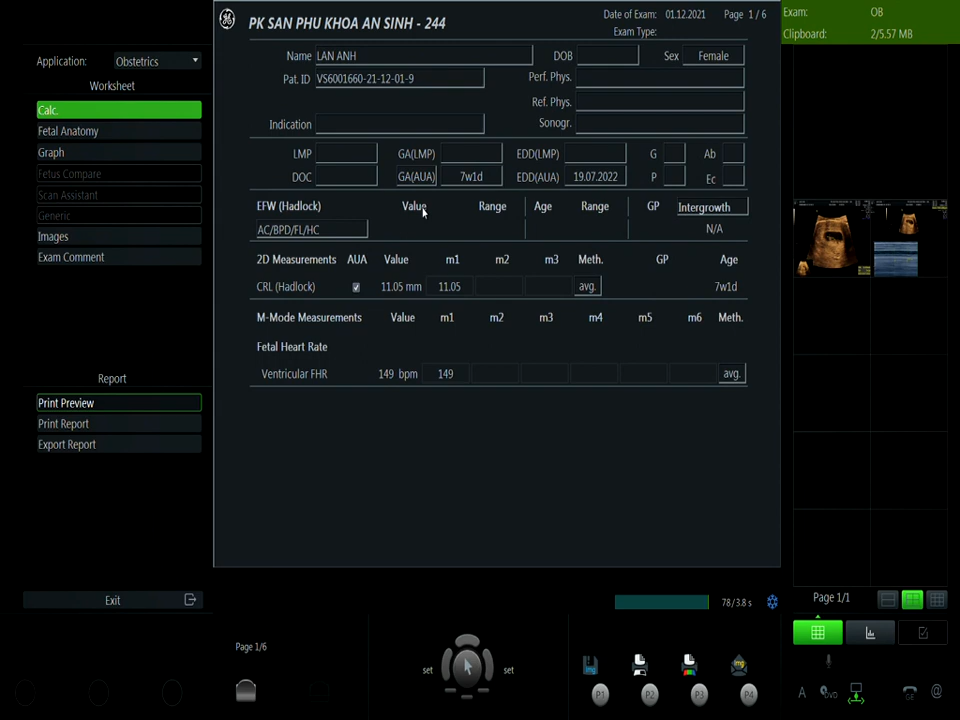 PK SAN PHU KHOA AN SINH - 244
Date of Exam: 01.12.2021 Page 1 / 6
Exam Type:
Exam: OB
Clipboard: 2/5.57 MB
Application: Obstetrics
Worksheet
Calc.
Fetal Anatomy
Graph
Fetus Compare
Scan Assistant
Generic
Images
Exam Comment
Report
Print Preview
Print Report
Export Report
Exit
Name LAN ANH DOB Sex Female
Pat. ID VS6001660-21-12-01-9 Perf. Phys.
Ref. Phys.
Indication Sonogr.
LMP GA(LMP) EDD(LMP) G Ab
DOC GA(AUA) 7w1d EDD(AUA) 19.07.2022 P Ec
EFW (Hadlock) Value Range Age Range GP Intergrowth
AC/BPD/FL/HC N/A
2D Measurements AUA Value m1 m2 m3 Meth. GP Age
CRL (Hadlock) 11.05 mm 11.05 avg. 7w1d
M-Mode Measurements Value m1 m2 m3 m4 m5 m6 Meth.
Fetal Heart Rate
Ventricular FHR 149 bpm 149 avg.
78/3.8 s
Page 1/1
Page 1/6
set set
P1 P2 P3 P4
A DVD @